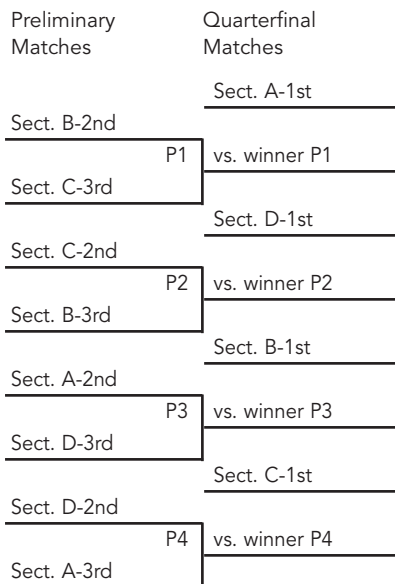 Preliminary Matches
Quarterfinal Matches
Sect. A-1st
Sect. B-2nd
P1 vs. winner P1
Sect. C-3rd
Sect. D-1st
Sect. C-2nd
P2 vs. winner P2
Sect. B-3rd
Sect. B-1st
Sect. A-2nd
P3 vs. winner P3
Sect. D-3rd
Sect. C-1st
Sect. D-2nd
P4 vs. winner P4
Sect. A-3rd